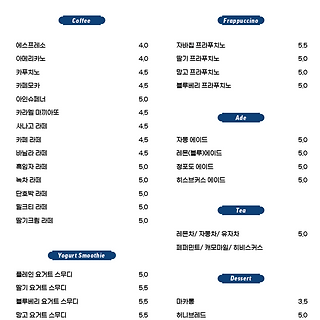 Coffee
에스프레소 4.0
아메리카노 4.0
카푸치노 4.5
카페모카 4.5
아인슈페너 5.0
카라멜 마끼아또 4.5
사나고 라떼 4.5
카페 라떼 4.5
바닐라 라떼 4.5
흑임자 라떼 5.0
녹차 라떼 5.0
단호박 라떼 5.0
밀크티 라떼 5.0
딸기크림 라떼 5.0
Yogurt Smoothie
플레인 요거트 스무디 5.0
딸기 요거트 스무디 5.5
블루베리 요거트 스무디 5.5
망고 요거트 스무디 5.5
Frappuccino
자바칩 프라푸치노 5.5
딸기 프라푸치노 5.0
망고 프라푸치노 5.0
블루베리 프라푸치노 5.0
Ade
자몽 에이드 5.0
레몬(블루)에이드 5.0
청포도 에이드 5.0
히스커스 에이드 5.0
Tea
레몬차/ 자몽차/ 유자차 5.0
페퍼민트/ 캐모마일/ 히비스커스
Dessert
마카롱 3.5
허니브레드 5.0